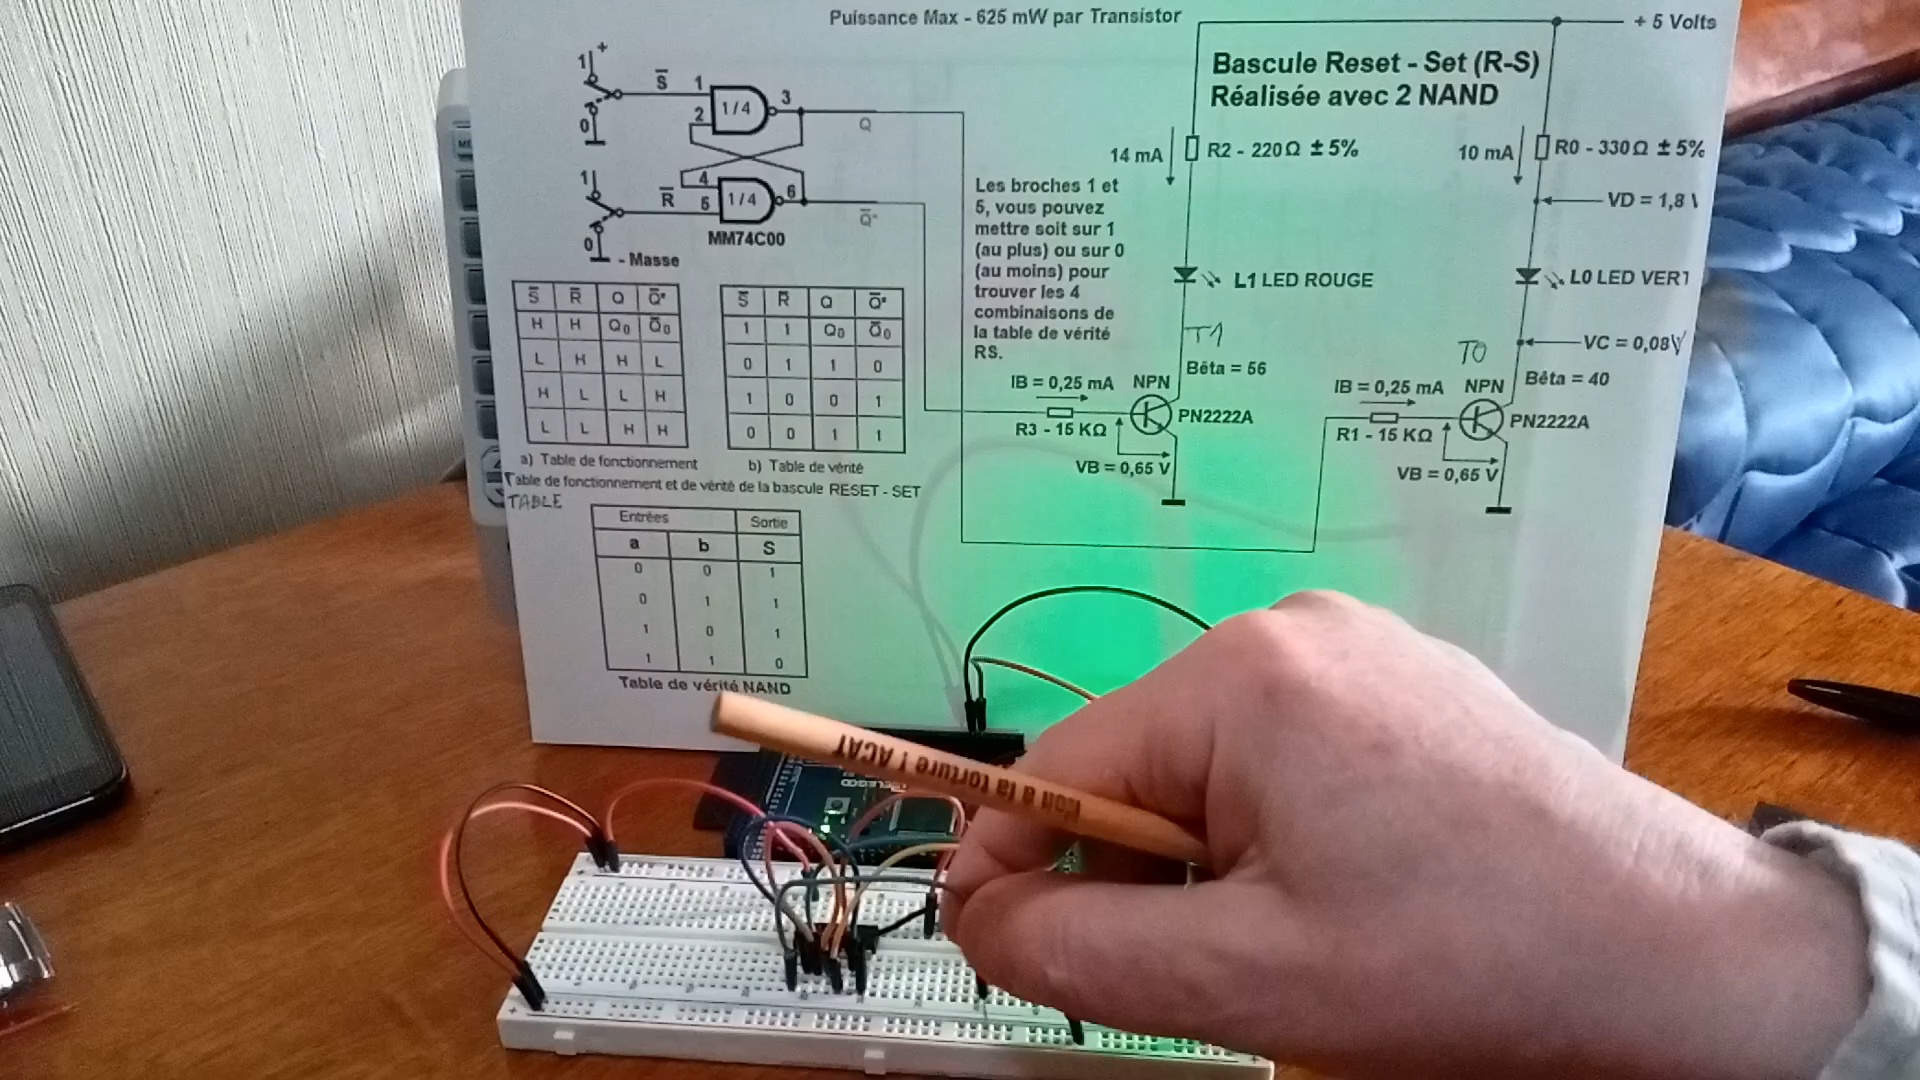 Puissance Max - 625 mW par Transistor
+ 5 Volts
Bascule Reset - Set (R-S)
Réalisée avec 2 NAND
1
+
S̅
1
2
1/4
3
Q
0
1
R̅
4
5
1/4
6
Q̅*
0
MM74C00
- Masse
14 mA
R2 - 220 Ω ± 5%
10 mA
R0 - 330 Ω ± 5%
VD = 1,8 \
Les broches 1 et
5, vous pouvez
mettre soit sur 1
(au plus) ou sur 0
(au moins) pour
trouver les 4
combinaisons de
la table de vérité
RS.
L1 LED ROUGE
L0 LED VERT
T1
T0
VC = 0,08V
Bêta = 56
Bêta = 40
IB = 0,25 mA
NPN
PN2222A
R3 - 15 KΩ
VB = 0,65 V
IB = 0,25 mA
NPN
PN2222A
R1 - 15 KΩ
VB = 0,65 V
S̅ R̅ Q Q̅*
H H Q0 Q̅0
L H H L
H L L H
L L H H
a) Table de fonctionnement
S̅ R̅ Q Q̅*
1 1 Q0 Q̅0
0 1 1 0
1 0 0 1
0 0 1 1
b) Table de vérité
Table de fonctionnement et de vérité de la bascule RESET - SET
TABLE
Entrées Sortie
a b S
0 0 1
0 1 1
1 0 1
1 1 0
Table de vérité NAND
Non à la torture ! ACAT